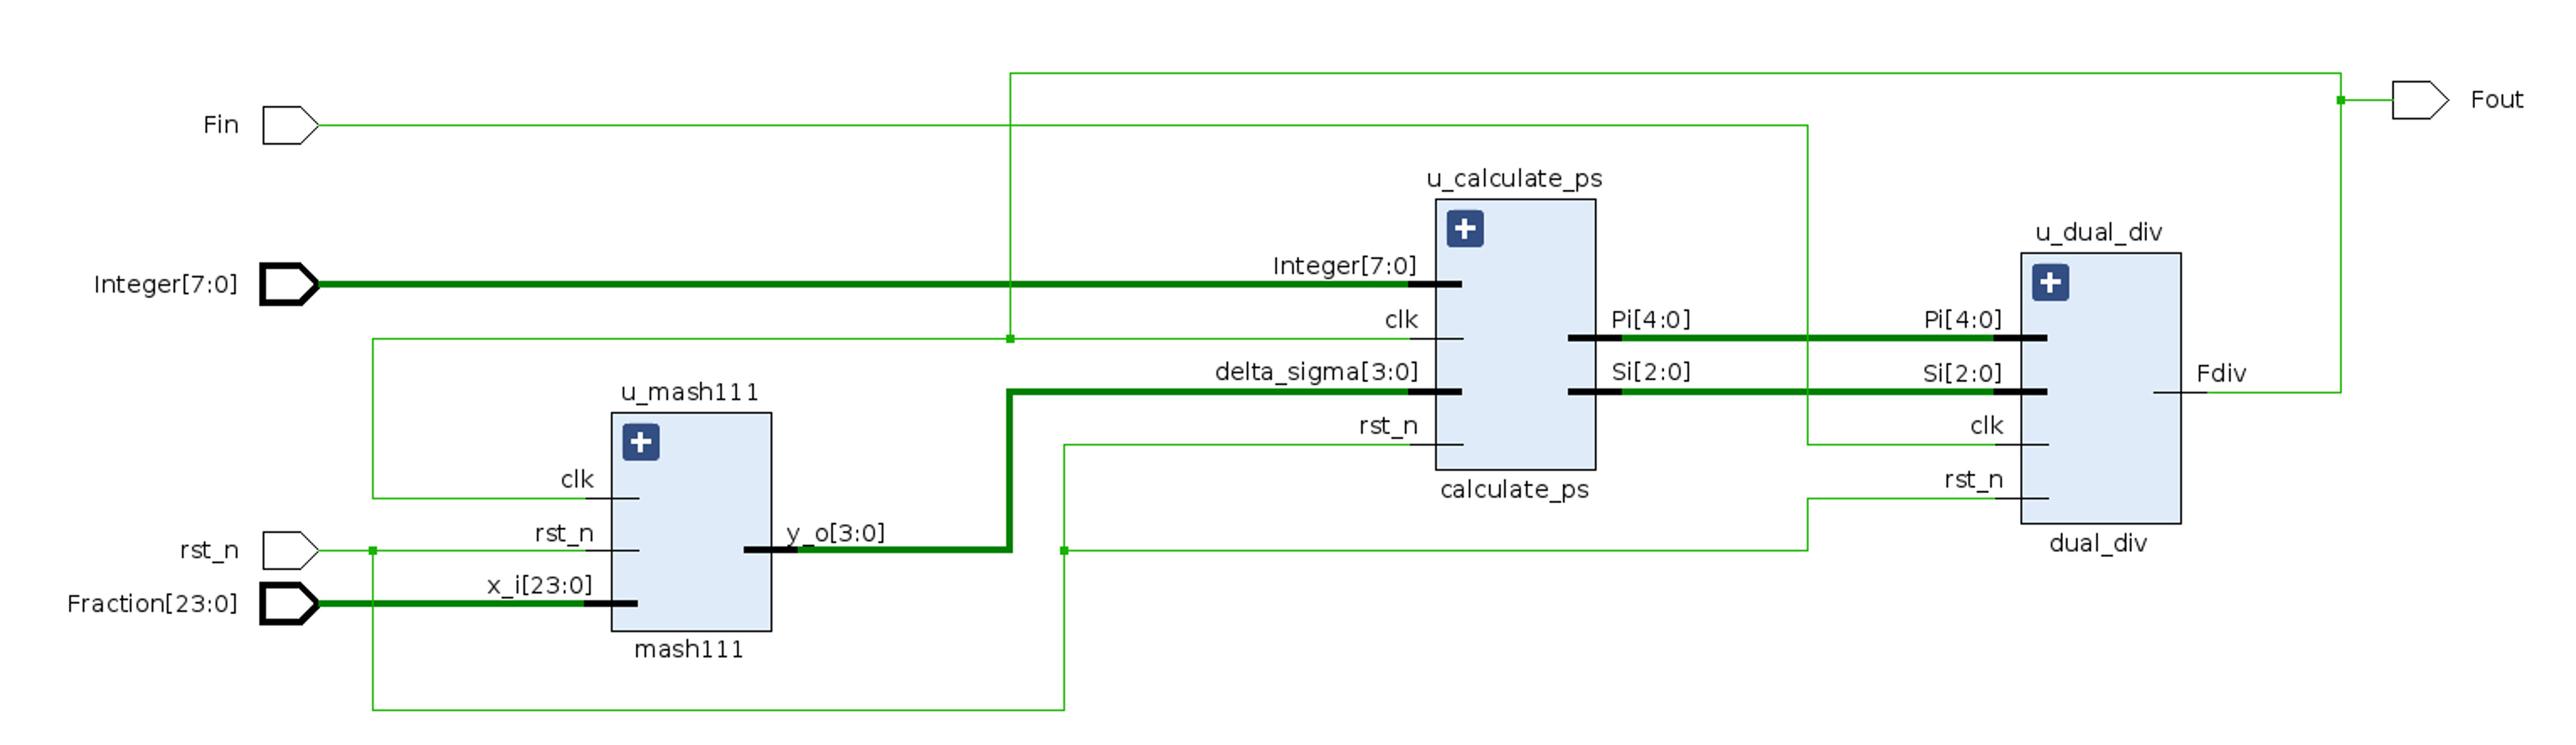 Fin
Fout
u_calculate_ps
Integer[7:0]
Integer[7:0]
clk
delta_sigma[3:0]
rst_n
Pi[4:0]
Si[2:0]
calculate_ps
u_dual_div
Pi[4:0]
Si[2:0]
clk
rst_n
Fdiv
dual_div
u_mash111
clk
rst_n
rst_n
y_o[3:0]
Fraction[23:0]
x_i[23:0]
mash111